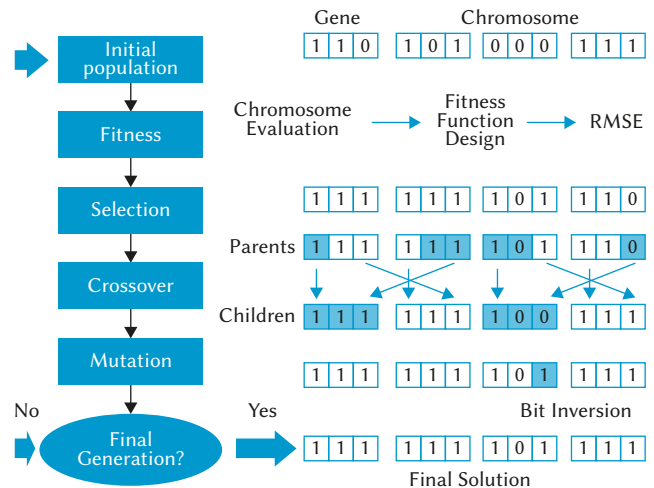 Gene
Chromosome
Initial population
1 1 0 1 0 1 0 0 0 1 1 1
Fitness
Chromosome Evaluation
Fitness Function Design
RMSE
Selection
1 1 1 1 1 1 1 0 1 1 1 0
Parents
1 1 1 1 1 1 1 0 1 1 1 0
Crossover
Children
1 1 1 1 1 1 1 0 0 1 1 1
Mutation
1 1 1 1 1 1 1 0 1 1 1 1
Bit Inversion
No
Final Generation?
Yes
1 1 1 1 1 1 1 0 1 1 1 1
Final Solution